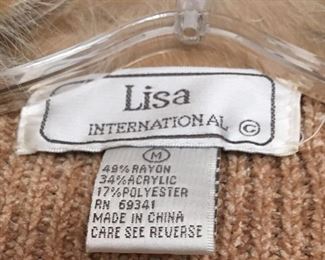 Lisa
INTERNATIONAL ©
M
49% RAYON
34% ACRYLIC
17% POLYESTER
RN 69341
MADE IN CHINA
CARE SEE REVERSE